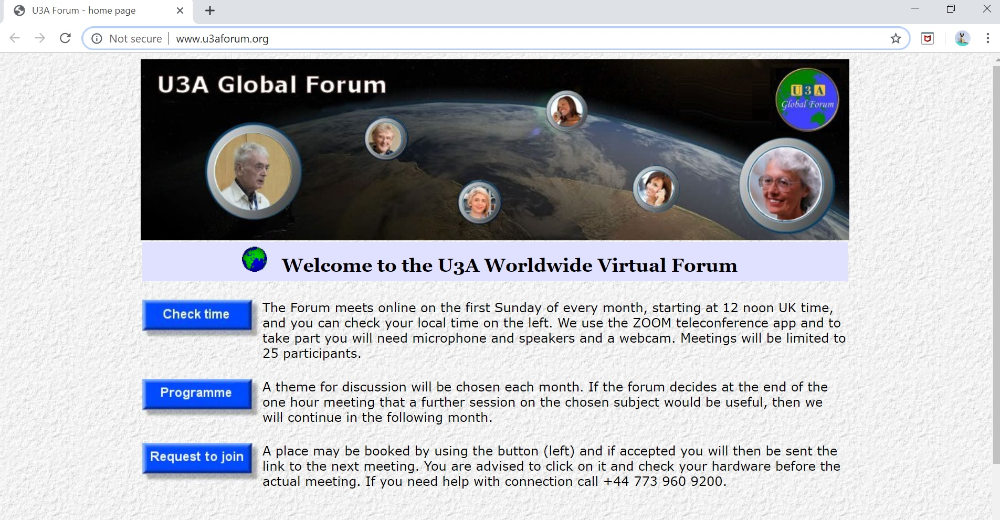 U3A Forum - home page
Not secure
www.u3aforum.org
U3A Global Forum
U3A
Global Forum
Welcome to the U3A Worldwide Virtual Forum
Check time
The Forum meets online on the first Sunday of every month, starting at 12 noon UK time,
and you can check your local time on the left. We use the ZOOM teleconference app and to
take part you will need microphone and speakers and a webcam. Meetings will be limited to
25 participants.
Programme
A theme for discussion will be chosen each month. If the forum decides at the end of the
one hour meeting that a further session on the chosen subject would be useful, then we
will continue in the following month.
Request to join
A place may be booked by using the button (left) and if accepted you will then be sent the
link to the next meeting. You are advised to click on it and check your hardware before the
actual meeting. If you need help with connection call +44 773 960 9200.